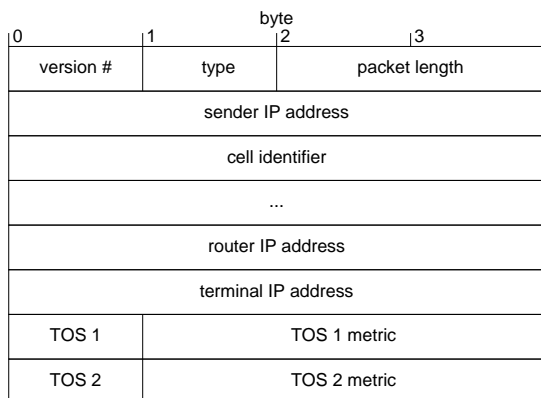 byte
0 1 2 3
version # type packet length
sender IP address
cell identifier
...
router IP address
terminal IP address
TOS 1 TOS 1 metric
TOS 2 TOS 2 metric